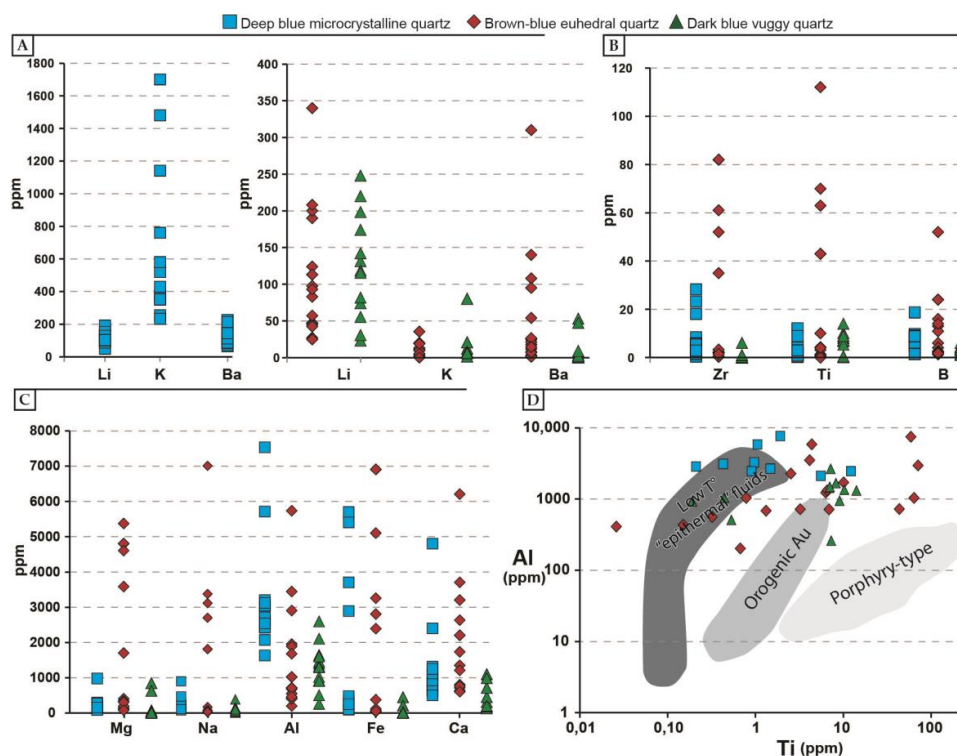 Deep blue microcrystalline quartz Brown-blue euhedral quartz Dark blue vuggy quartz
A
ppm
1800
1600
1400
1200
1000
800
600
400
200
0
Li K Ba
ppm
400
350
300
250
200
150
100
50
0
Li K Ba
B
ppm
120
100
80
60
40
20
0
Zr Ti B
C
ppm
8000
7000
6000
5000
4000
3000
2000
1000
0
Mg Na Al Fe Ca
D
10,000
1000
100
10
1
Al
(ppm)
Low T°
"epithermal" fluids
Orogenic Au
Porphyry-type
0,01 0,10 1 10 100
Ti (ppm)